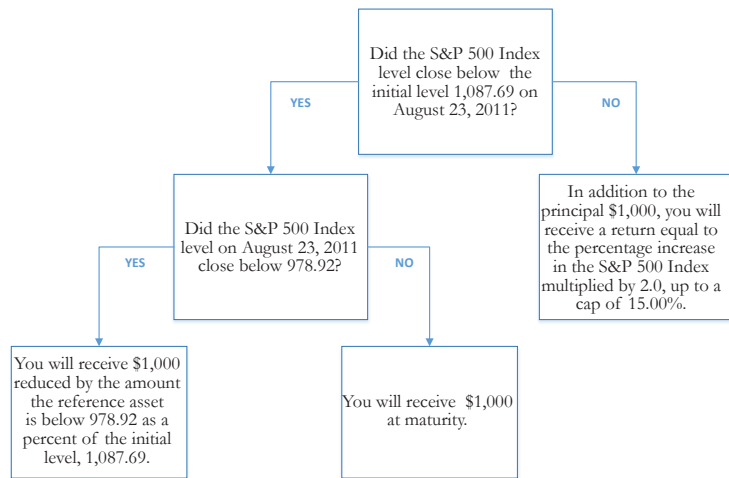 Did the S&P 500 Index
level close below the
initial level 1,087.69 on
August 23, 2011?
YES
NO
Did the S&P 500 Index
level on August 23, 2011
close below 978.92?
In addition to the
principal $1,000, you will
receive a return equal to
the percentage increase
in the S&P 500 Index
multiplied by 2.0, up to a
cap of 15.00%.
YES
NO
You will receive $1,000
reduced by the amount
the reference asset
is below 978.92 as a
percent of the initial
level, 1,087.69.
You will receive $1,000
at maturity.